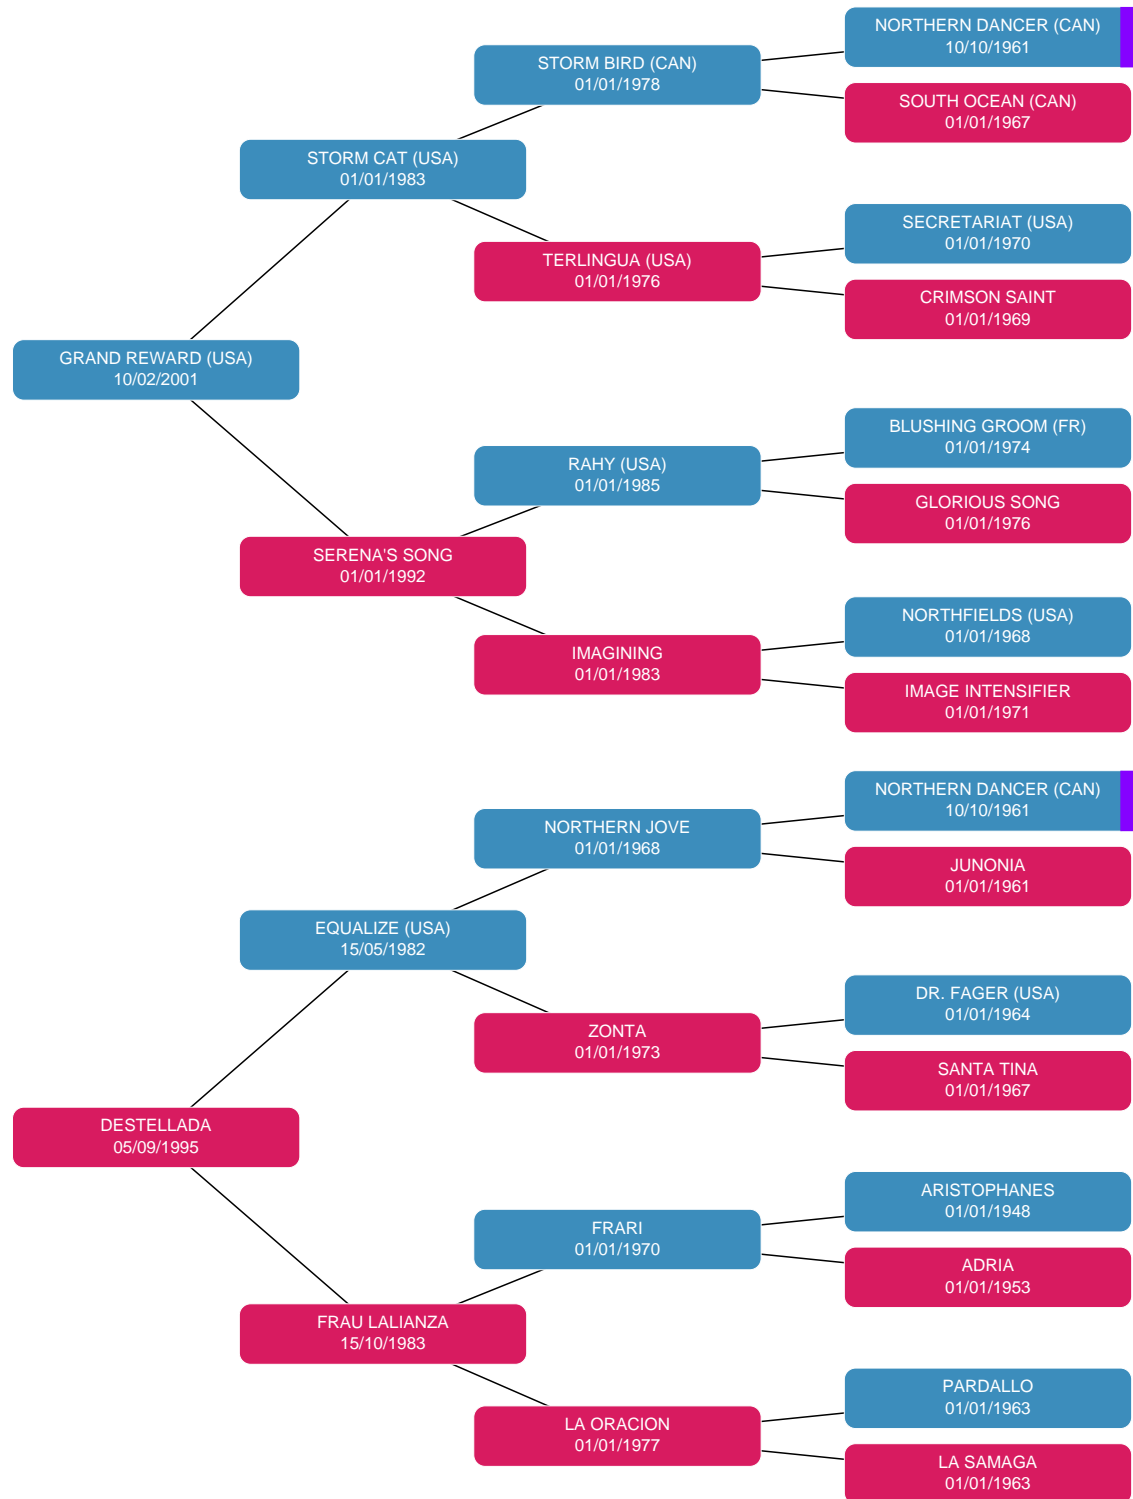 NORTHERN DANCER (CAN)
10/10/1961
STORM BIRD (CAN)
01/01/1978
SOUTH OCEAN (CAN)
01/01/1967
STORM CAT (USA)
01/01/1983
SECRETARIAT (USA)
01/01/1970
TERLINGUA (USA)
01/01/1976
CRIMSON SAINT
01/01/1969
GRAND REWARD (USA)
10/02/2001
BLUSHING GROOM (FR)
01/01/1974
RAHY (USA)
01/01/1985
GLORIOUS SONG
01/01/1976
SERENA'S SONG
01/01/1992
NORTHFIELDS (USA)
01/01/1968
IMAGINING
01/01/1983
IMAGE INTENSIFIER
01/01/1971
NORTHERN DANCER (CAN)
10/10/1961
NORTHERN JOVE
01/01/1968
JUNONIA
01/01/1961
EQUALIZE (USA)
15/05/1982
DR. FAGER (USA)
01/01/1964
ZONTA
01/01/1973
SANTA TINA
01/01/1967
DESTELLADA
05/09/1995
ARISTOPHANES
01/01/1948
FRARI
01/01/1970
ADRIA
01/01/1953
FRAU LALIANZA
15/10/1983
PARDALLO
01/01/1963
LA ORACION
01/01/1977
LA SAMAGA
01/01/1963